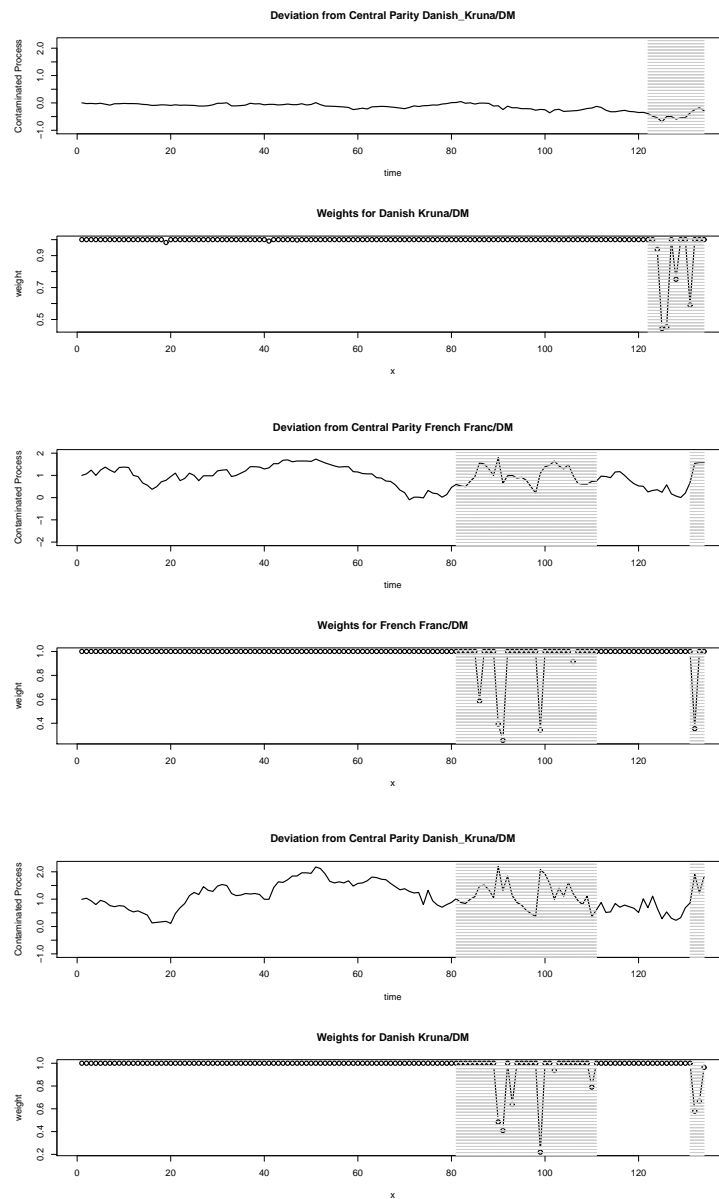 Deviation from Central Parity Danish_Kruna/DM
Contaminated Process
−1.0 0.0 1.0 2.0
0 20 40 60 80 100 120
time
Weights for Danish Kruna/DM
weight
0.5 0.7 0.9
0 20 40 60 80 100 120
x
Deviation from Central Parity French Franc/DM
Contaminated Process
−2 −1 0 1 2
0 20 40 60 80 100 120
time
Weights for French Franc/DM
weight
0.4 0.6 0.8 1.0
0 20 40 60 80 100 120
x
Deviation from Central Parity Danish_Kruna/DM
Contaminated Process
−1.0 0.0 1.0 2.0
0 20 40 60 80 100 120
time
Weights for Danish Kruna/DM
weight
0.2 0.4 0.6 0.8 1.0
0 20 40 60 80 100 120
x